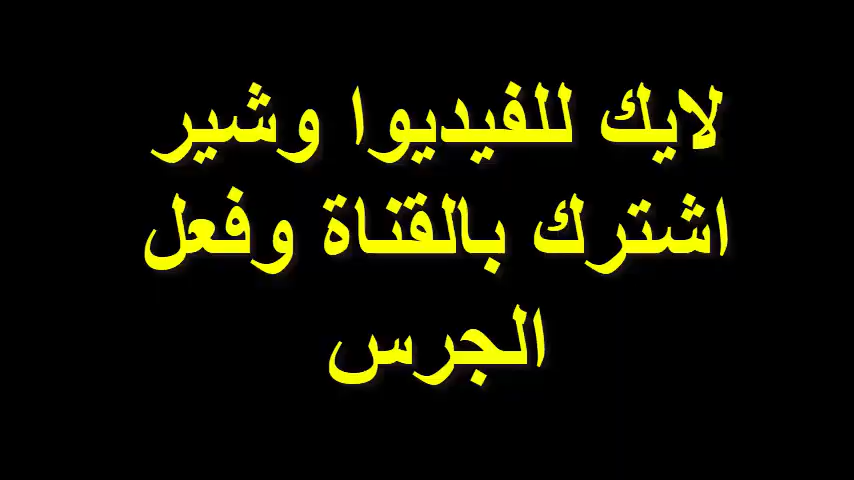 لايك للفيديوا وشير
اشترك بالقناة وفعل
الجرس